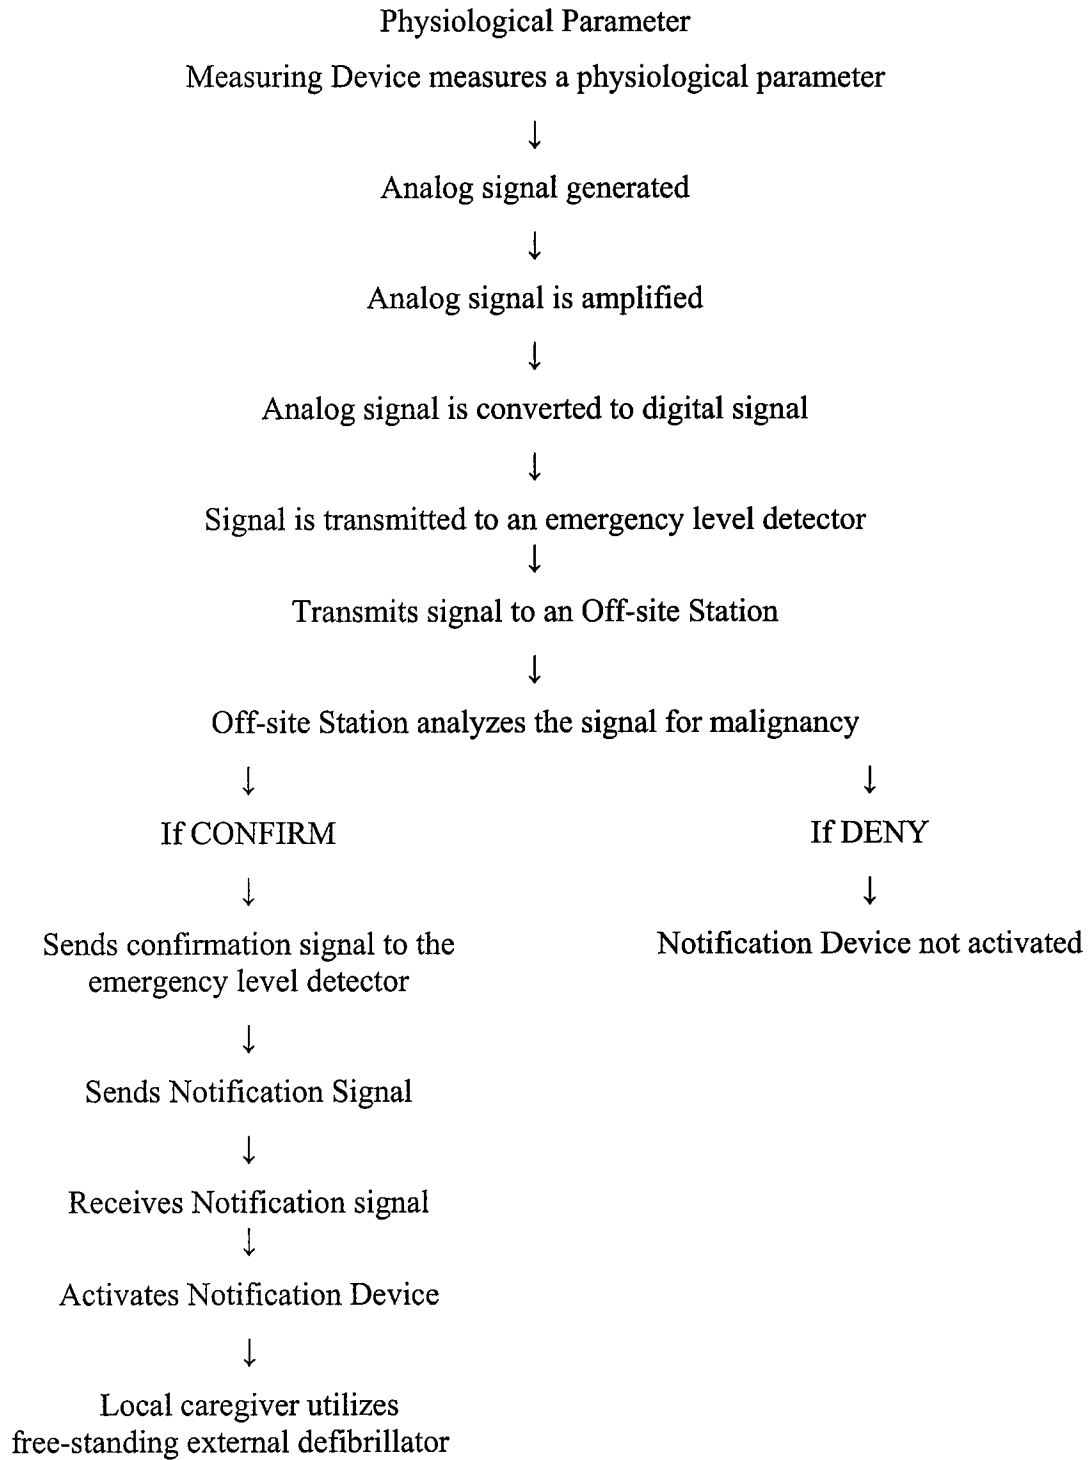 Physiological Parameter
Measuring Device measures a physiological parameter
↓
Analog signal generated
↓
Analog signal is amplified
↓
Analog signal is converted to digital signal
↓
Signal is transmitted to an emergency level detector
↓
Transmits signal to an Off-site Station
↓
Off-site Station analyzes the signal for malignancy
↓ ↓
If CONFIRM If DENY
↓ ↓
Sends confirmation signal to the Notification Device not activated
emergency level detector
↓
Sends Notification Signal
↓
Receives Notification signal
↓
Activates Notification Device
↓
Local caregiver utilizes
free-standing external defibrillator